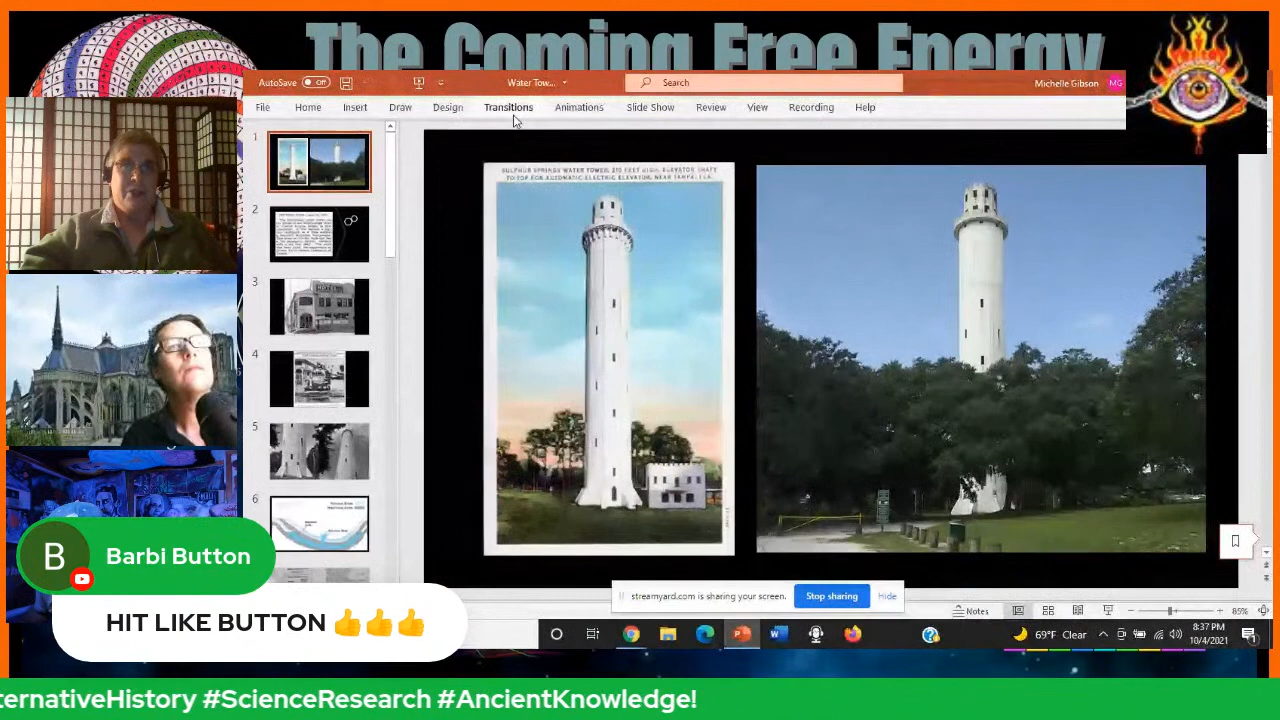 The Coming Free Energy
AutoSave Off
Water Tow...
Search
Michelle Gibson MG
File Home Insert Draw Design Transitions Animations Slide Show Review View Recording Help
1
2
3
4
5
6
SULPHUR SPRINGS WATER TOWER, 210 FEET HIGH, ELEVATOR SHAFT
TO TOP FOR AUTOMATIC ELECTRIC ELEVATOR, NEAR TAMPA, FLA.
B
Barbi Button
HIT LIKE BUTTON 👍👍👍
streamyard.com is sharing your screen. Stop sharing Hide
Notes
85%
69°F Clear
8:37 PM
10/4/2021
ternativeHistory #ScienceResearch #AncientKnowledge!